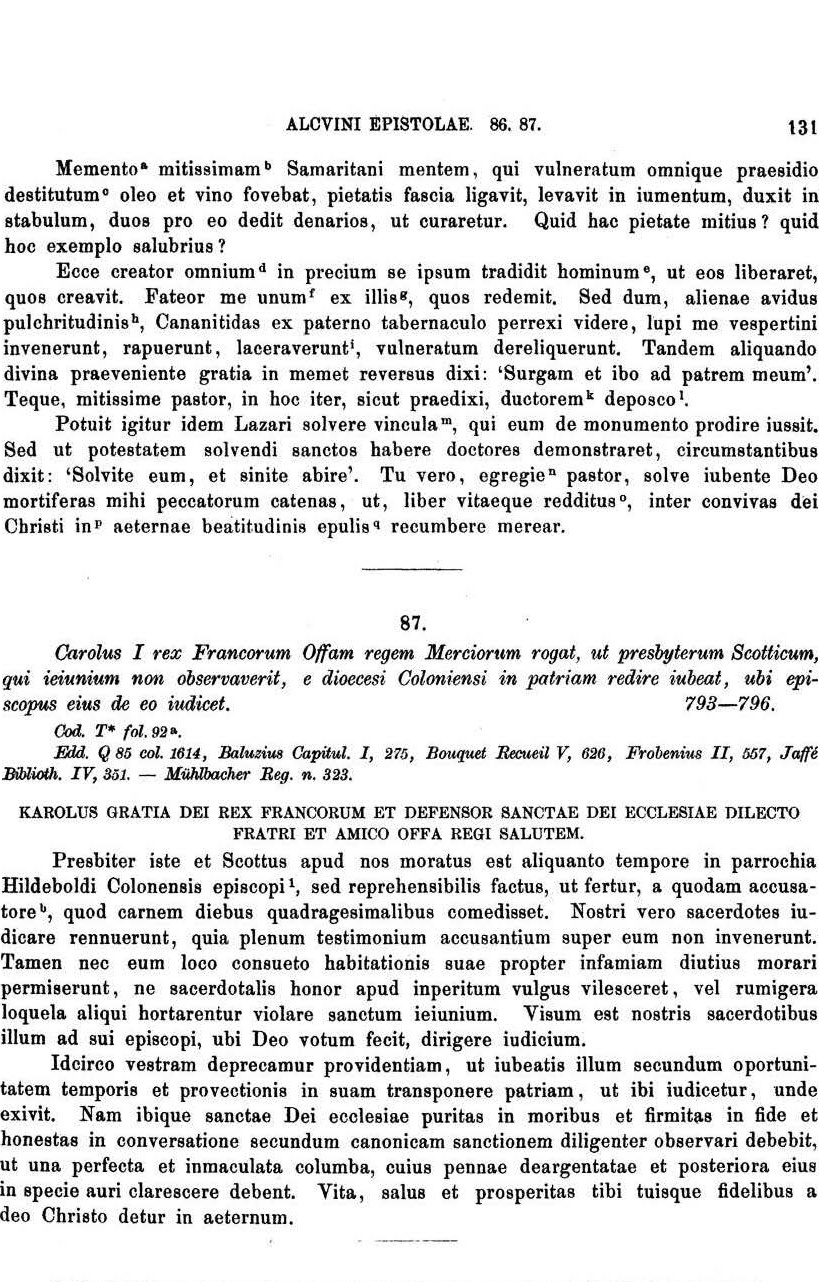 ALCVINI EPISTOLAE. 86. 87. 131
Memento ᵃ mitissimam ᵇ Samaritani mentem, qui vulneratum omnique praesidio
destitutum ᶜ oleo et vino fovebat, pietatis fascia ligavit, levavit in iumentum, duxit in
stabulum, duos pro eo dedit denarios, ut curaretur. Quid hac pietate mitius? quid
hoc exemplo salubrius?
Ecce creator omnium ᵈ in precium se ipsum tradidit hominum ᵉ, ut eos liberaret,
quos creavit. Fateor me unum ᶠ ex illis ᵍ, quos redemit. Sed dum, alienae avidus
pulchritudinis ʰ, Cananitidas ex paterno tabernaculo perrexi videre, lupi me vespertini
invenerunt, rapuerunt, laceraverunt ⁱ, vulneratum dereliquerunt. Tandem aliquando
divina praeveniente gratia in memet reversus dixi: ‘Surgam et ibo ad patrem meum’.
Teque, mitissime pastor, in hoc iter, sicut praedixi, ductorem ᵏ deposco ˡ.
Potuit igitur idem Lazari solvere vincula ᵐ, qui eum de monumento prodire iussit.
Sed ut potestatem solvendi sanctos habere doctores demonstraret, circumstantibus
dixit: ‘Solvite eum, et sinite abire’. Tu vero, egregie ⁿ pastor, solve iubente Deo
mortiferas mihi peccatorum catenas, ut, liber vitaeque redditus ᵒ, inter convivas dei
Christi in ᵖ aeternae beatitudinis epulis q recumbere merear.
87.
Carolus I rex Francorum Offam regem Merciorum rogat, ut presbyterum Scotticum,
qui ieiunium non observaverit, e dioecesi Coloniensi in patriam redire iubeat, ubi epi-
scopus eius de eo iudicet. 793—796.
Cod. T* fol. 92 ᵃ.
Edd. Q 85 col. 1614, Baluzius Capitul. I, 275, Bouquet Recueil V, 626, Frobenius II, 557, Jaffé
Biblioth. IV, 351. — Mühlbacher Reg. n. 323.
KAROLUS GRATIA DEI REX FRANCORUM ET DEFENSOR SANCTAE DEI ECCLESIAE DILECTO
FRATRI ET AMICO OFFA REGI SALUTEM.
Presbiter iste et Scottus apud nos moratus est aliquanto tempore in parrochia
Hildeboldi Colonensis episcopi ¹, sed reprehensibilis factus, ut fertur, a quodam accusa-
tore ᵇ, quod carnem diebus quadragesimalibus comedisset. Nostri vero sacerdotes iu-
dicare rennuerunt, quia plenum testimonium accusantium super eum non invenerunt.
Tamen nec eum loco consueto habitationis suae propter infamiam diutius morari
permiserunt, ne sacerdotalis honor apud inperitum vulgus vilesceret, vel rumigera
loquela aliqui hortarentur violare sanctum ieiunium. Visum est nostris sacerdotibus
illum ad sui episcopi, ubi Deo votum fecit, dirigere iudicium.
Idcirco vestram deprecamur providentiam, ut iubeatis illum secundum oportuni-
tatem temporis et provectionis in suam transponere patriam, ut ibi iudicetur, unde
exivit. Nam ibique sanctae Dei ecclesiae puritas in moribus et firmitas in fide et
honestas in conversatione secundum canonicam sanctionem diligenter observari debebit,
ut una perfecta et inmaculata columba, cuius pennae deargentatae et posteriora eius
in specie auri clarescere debent. Vita, salus et prosperitas tibi tuisque fidelibus a
deo Christo detur in aeternum.